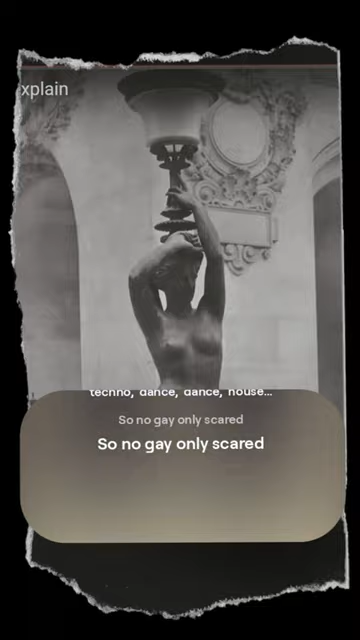 xplain
techno, dance, dance, house...
So no gay only scared
So no gay only scared